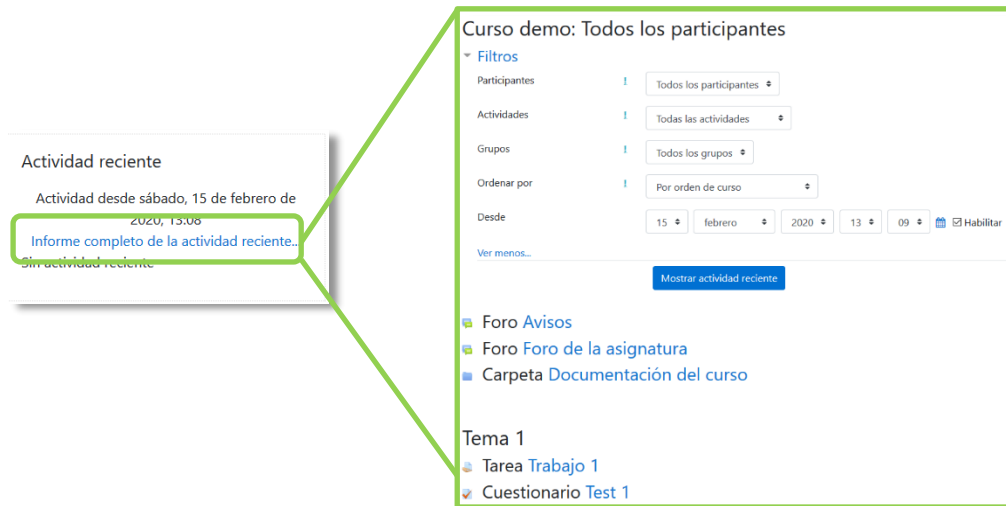 Actividad reciente
Actividad desde sábado, 15 de febrero de
2020, 13:08
Informe completo de la actividad reciente...
Sin actividad reciente
Curso demo: Todos los participantes
Filtros
Participantes ! Todos los participantes
Actividades ! Todas las actividades
Grupos ! Todos los grupos
Ordenar por ! Por orden de curso
Desde 15 febrero 2020 13 09 Habilitar
Ver menos...
Mostrar actividad reciente
Foro Avisos
Foro Foro de la asignatura
Carpeta Documentación del curso
Tema 1
Tarea Trabajo 1
Cuestionario Test 1